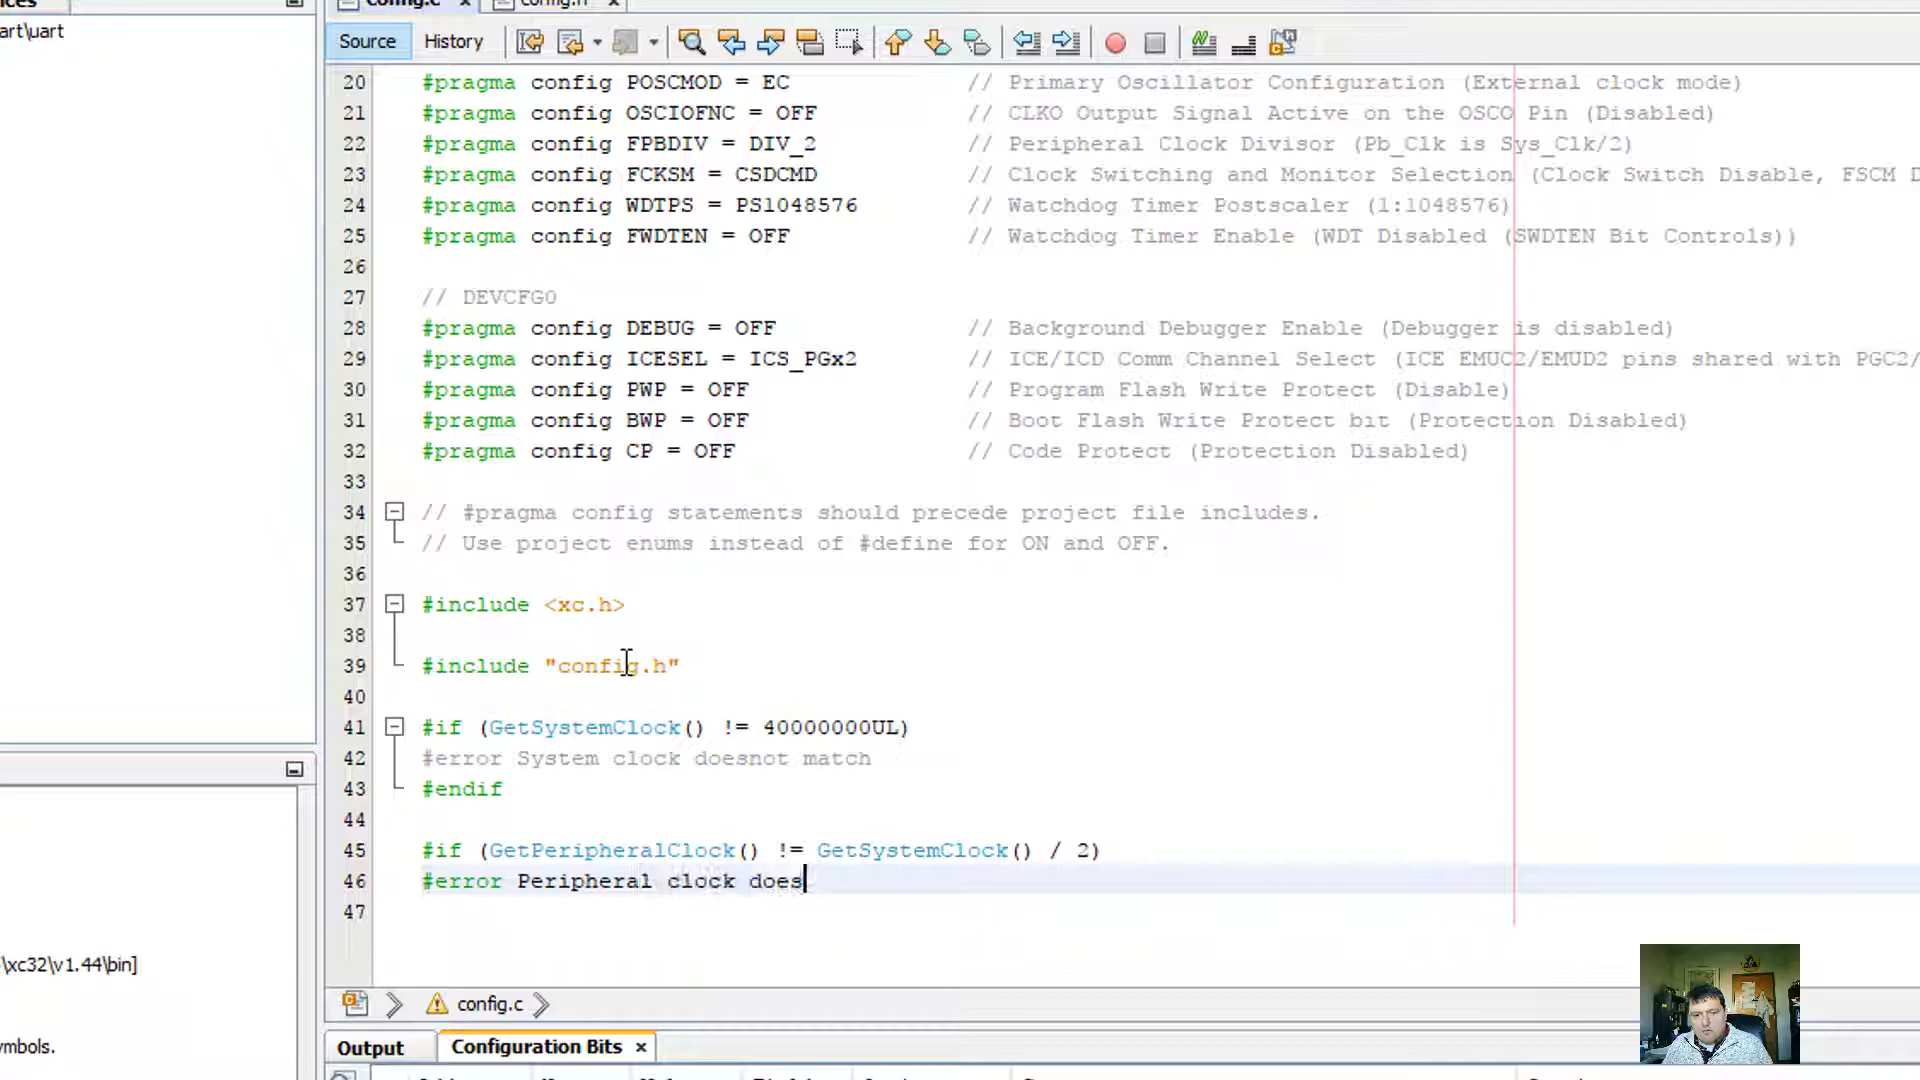 art\uart
Config.c x
config.h x
Source History
20 #pragma config POSCMOD = EC // Primary Oscillator Configuration (External clock mode)
21 #pragma config OSCIOFNC = OFF // CLKO Output Signal Active on the OSCO Pin (Disabled)
22 #pragma config FPBDIV = DIV_2 // Peripheral Clock Divisor (Pb_Clk is Sys_Clk/2)
23 #pragma config FCKSM = CSDCMD // Clock Switching and Monitor Selection (Clock Switch Disable, FSCM D
24 #pragma config WDTPS = PS1048576 // Watchdog Timer Postscaler (1:1048576)
25 #pragma config FWDTEN = OFF // Watchdog Timer Enable (WDT Disabled (SWDTEN Bit Controls))
26
27 // DEVCFG0
28 #pragma config DEBUG = OFF // Background Debugger Enable (Debugger is disabled)
29 #pragma config ICESEL = ICS_PGx2 // ICE/ICD Comm Channel Select (ICE EMUC2/EMUD2 pins shared with PGC2/
30 #pragma config PWP = OFF // Program Flash Write Protect (Disable)
31 #pragma config BWP = OFF // Boot Flash Write Protect bit (Protection Disabled)
32 #pragma config CP = OFF // Code Protect (Protection Disabled)
33
34 // #pragma config statements should precede project file includes.
35 // Use project enums instead of #define for ON and OFF.
36
37 #include <xc.h>
38
39 #include "config.h"
40
41 #if (GetSystemClock() != 40000000UL)
42 #error System clock doesnot match
43 #endif
44
45 #if (GetPeripheralClock() != GetSystemClock() / 2)
46 #error Peripheral clock does
47
\xc32\v1.44\bin]
ymbols.
config.c
Output Configuration Bits x